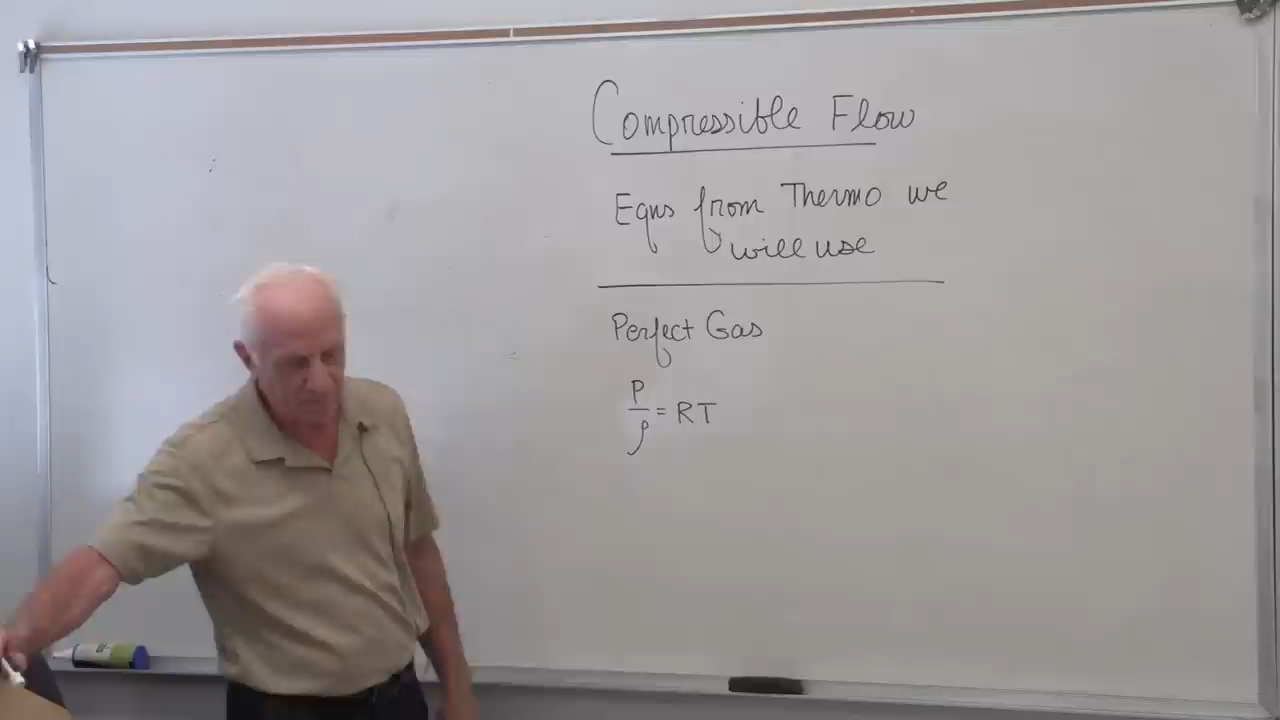 Compressible Flow
Eqns from Thermo we
will use
Perfect Gas
P
— = RT
ρ